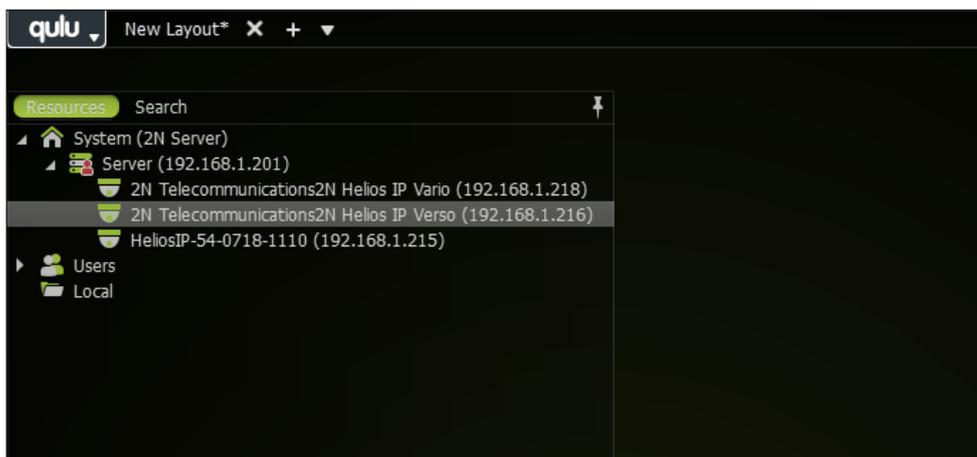 qulu New Layout*
Resources Search
System (2N Server)
Server (192.168.1.201)
2N Telecommunications2N Helios IP Vario (192.168.1.218)
2N Telecommunications2N Helios IP Verso (192.168.1.216)
HeliosIP-54-0718-1110 (192.168.1.215)
Users
Local